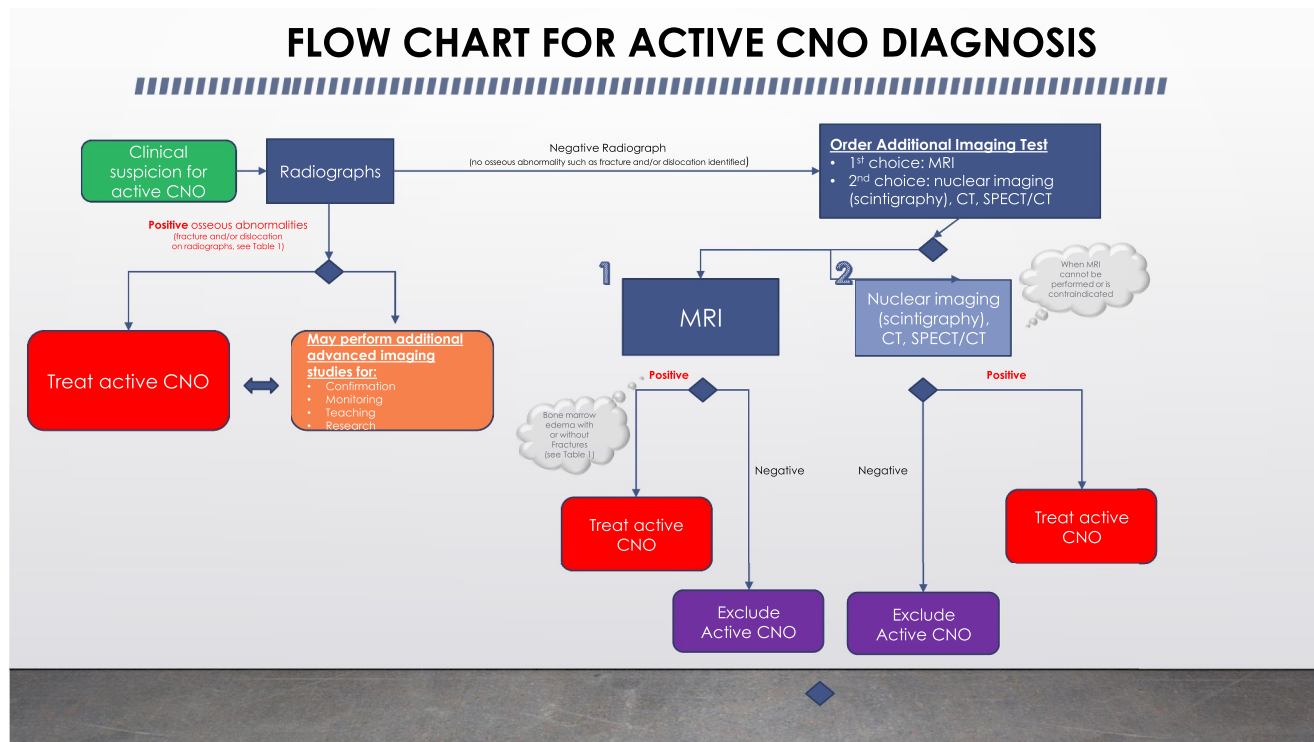 FLOW CHART FOR ACTIVE CNO DIAGNOSIS
Clinical
suspicion for
active CNO
Radiographs
Negative Radiograph
(no osseous abnormality such as fracture and/or dislocation identified)
Order Additional Imaging Test
• 1st choice: MRI
• 2nd choice: nuclear imaging
(scintigraphy), CT, SPECT/CT
Positive osseous abnormalities
(fracture and/or dislocation
on radiographs, see Table 1)
1
MRI
2
Nuclear imaging
(scintigraphy),
CT, SPECT/CT
When MRI
cannot be
performed or is
contraindicated
Treat active CNO
May perform additional
advanced imaging
studies for:
• Confirmation
• Monitoring
• Teaching
• Research
Positive
Positive
Bone marrow
edema with
or without
Fractures
(see Table 1)
Negative
Negative
Treat active
CNO
Treat active
CNO
Exclude
Active CNO
Exclude
Active CNO